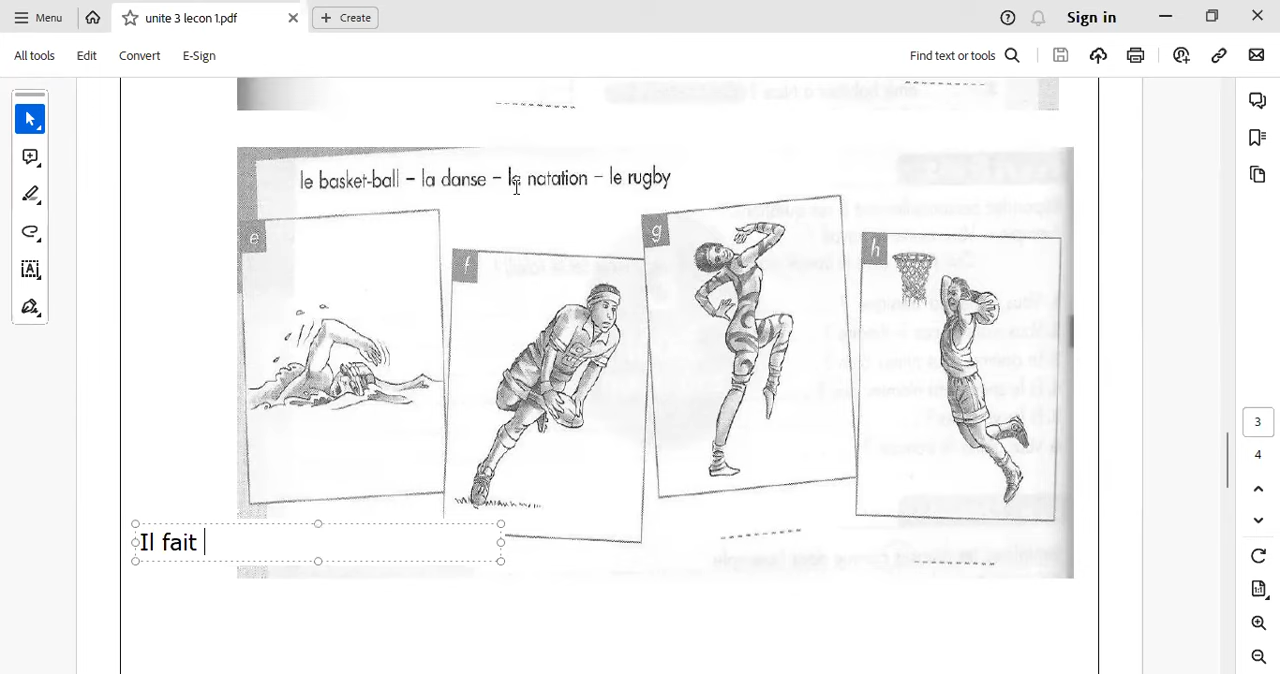 Menu
unite 3 lecon 1.pdf
Create
Sign in
All tools
Edit
Convert
E-Sign
Find text or tools
le basket-ball – la danse – la natation – le rugby
e
f
g
h
Il fait
3
4